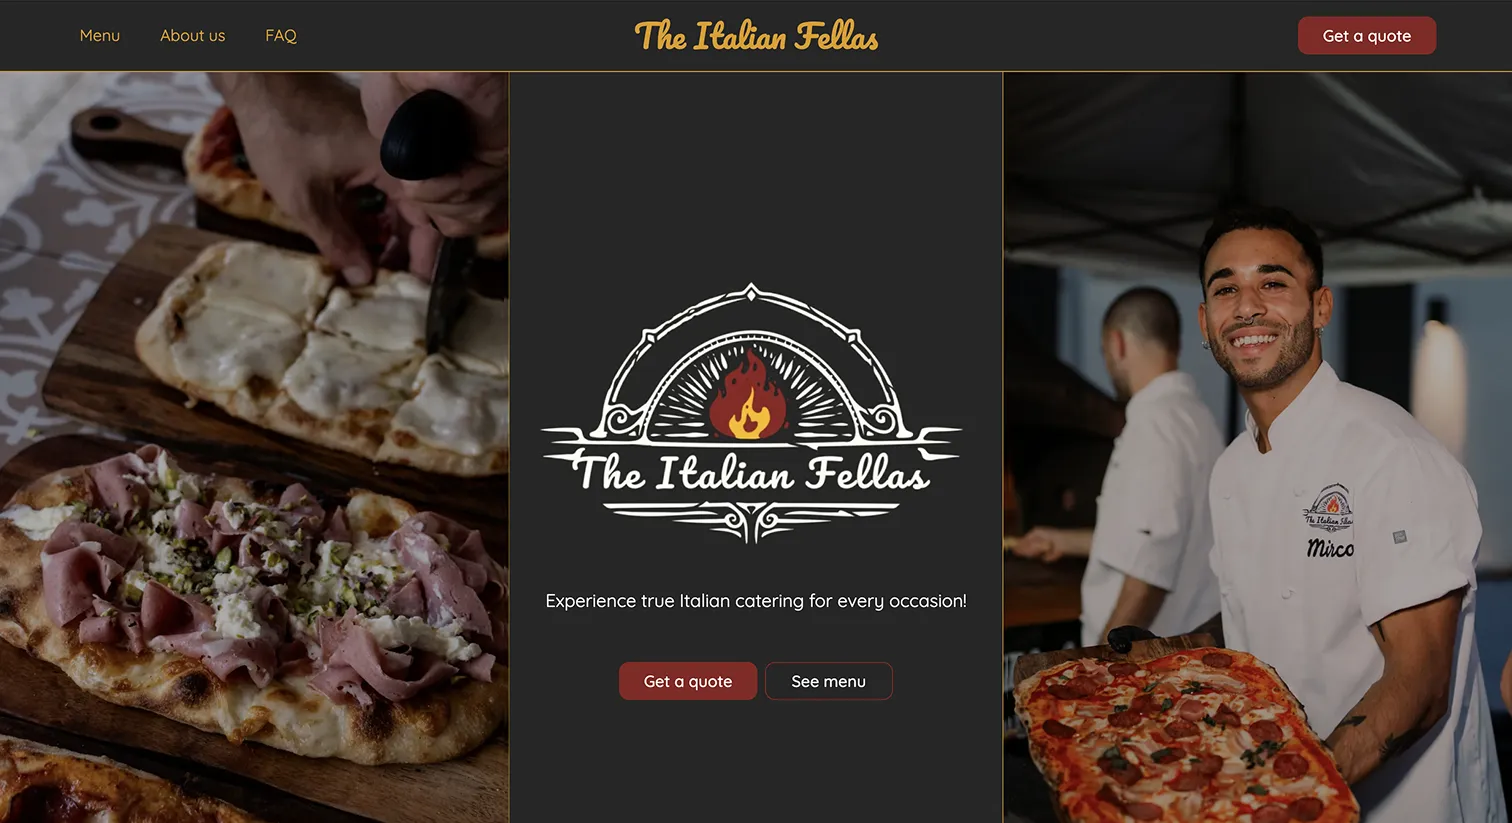 Menu
About us
FAQ
The Italian Fellas
Get a quote
The Italian Fellas
Experience true Italian catering for every occasion!
Get a quote
See menu
The Italian Fellas
Mirco